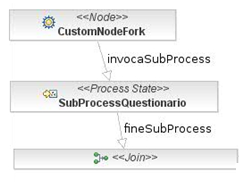 <<Node>>
CustomNodeFork
invocaSubProcess
<<Process State>>
SubProcessQuestionario
fineSubProcess
<<Join>>